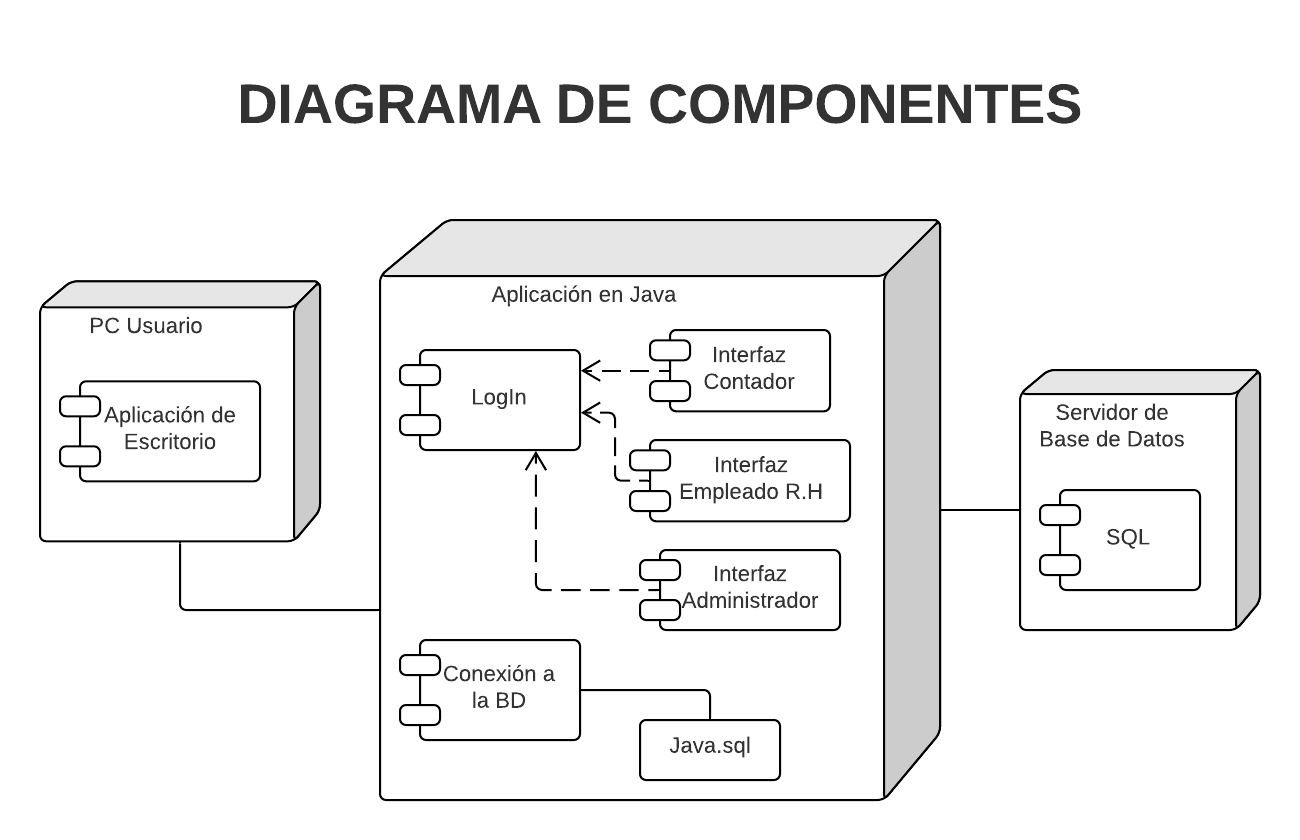 DIAGRAMA DE COMPONENTES
PC Usuario
Aplicación de
Escritorio
Aplicación en Java
LogIn
Interfaz
Contador
Interfaz
Empleado R.H
Interfaz
Administrador
Conexión a
la BD
Java.sql
Servidor de
Base de Datos
SQL